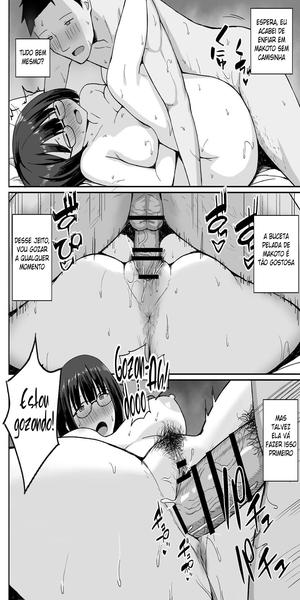 ESPERA, EU
ACABEI DE
ENFIAR EM
MAKOTO SEM
CAMISINHA
TUDO BEM
MESMO?
A BUCETA
PELADA DE
MAKOTO É
TÃO GOSTOSA
DESSE JEITO,
VOU GOZAR
A QUALQUER
MOMENTO
Estou
gozando!
MAS
TALVEZ
ELA VÁ
FAZER ISSO
PRIMEIRO